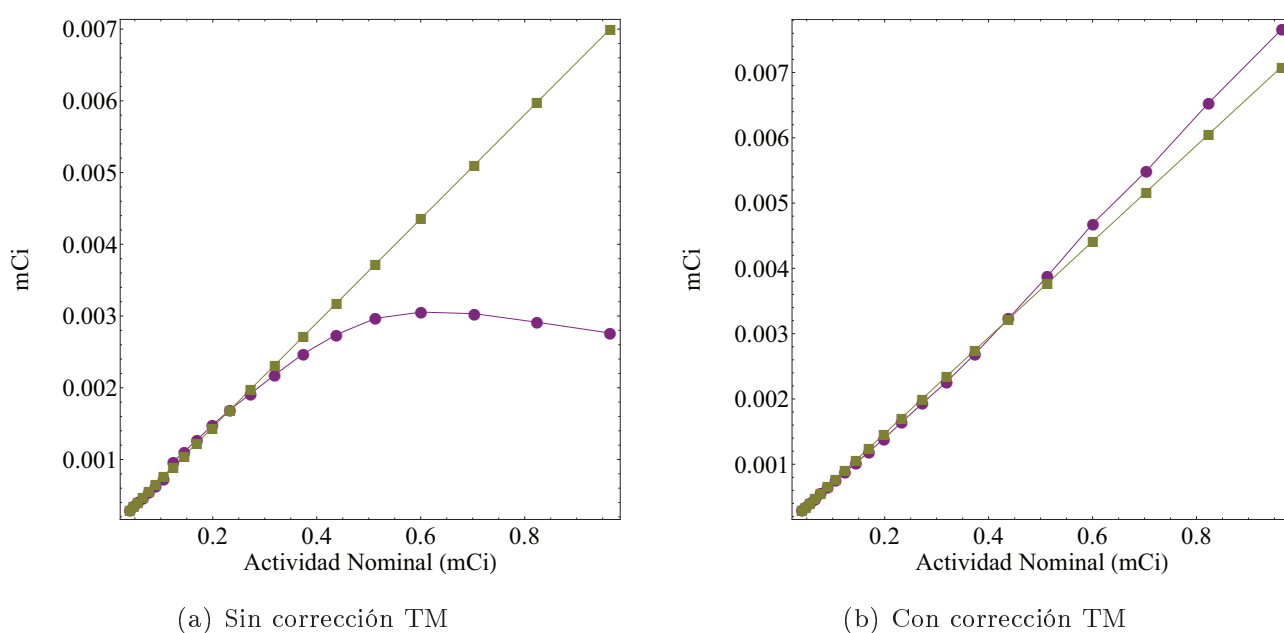 0.007
0.006
0.005
0.004
0.003
0.002
0.001
mCi
0.2 0.4 0.6 0.8
Actividad Nominal (mCi)
(a) Sin corrección TM
0.007
0.006
0.005
0.004
0.003
0.002
0.001
mCi
0.2 0.4 0.6 0.8
Actividad Nominal (mCi)
(b) Con corrección TM